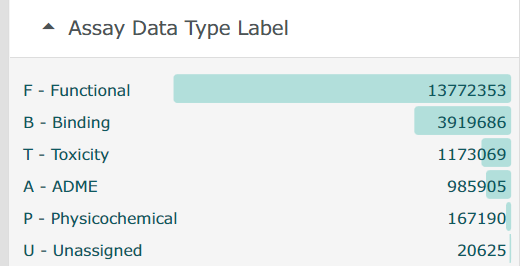 Assay Data Type Label
F - Functional 13772353
B - Binding 3919686
T - Toxicity 1173069
A - ADME 985905
P - Physicochemical 167190
U - Unassigned 20625